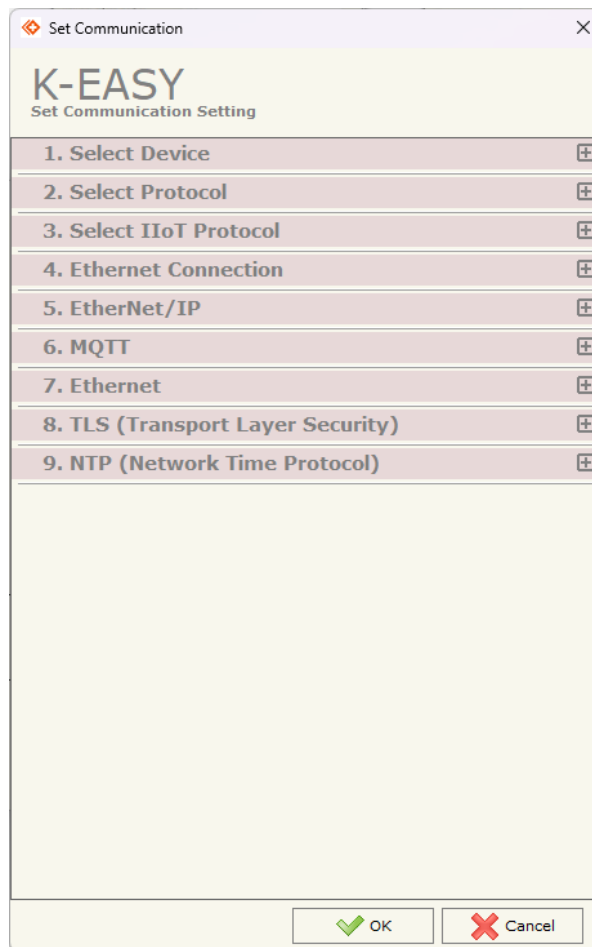 Set Communication
K-EASY
Set Communication Setting
1. Select Device
2. Select Protocol
3. Select IIoT Protocol
4. Ethernet Connection
5. EtherNet/IP
6. MQTT
7. Ethernet
8. TLS (Transport Layer Security)
9. NTP (Network Time Protocol)
OK Cancel